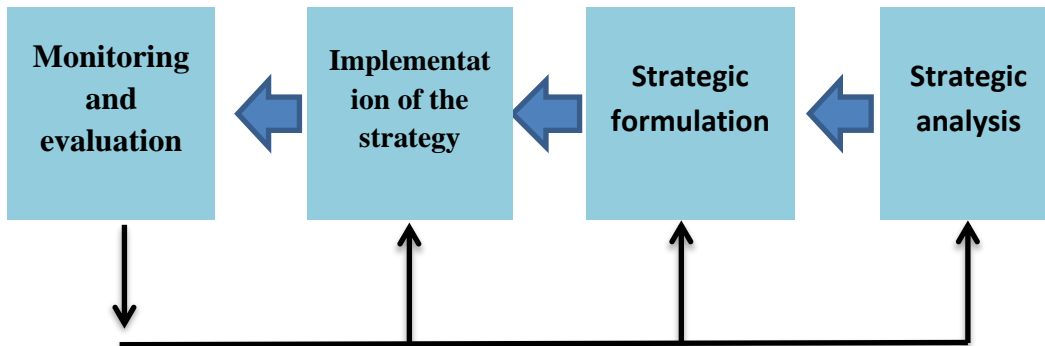 Monitoring
and
evaluation
Implementat
ion of the
strategy
Strategic
formulation
Strategic
analysis